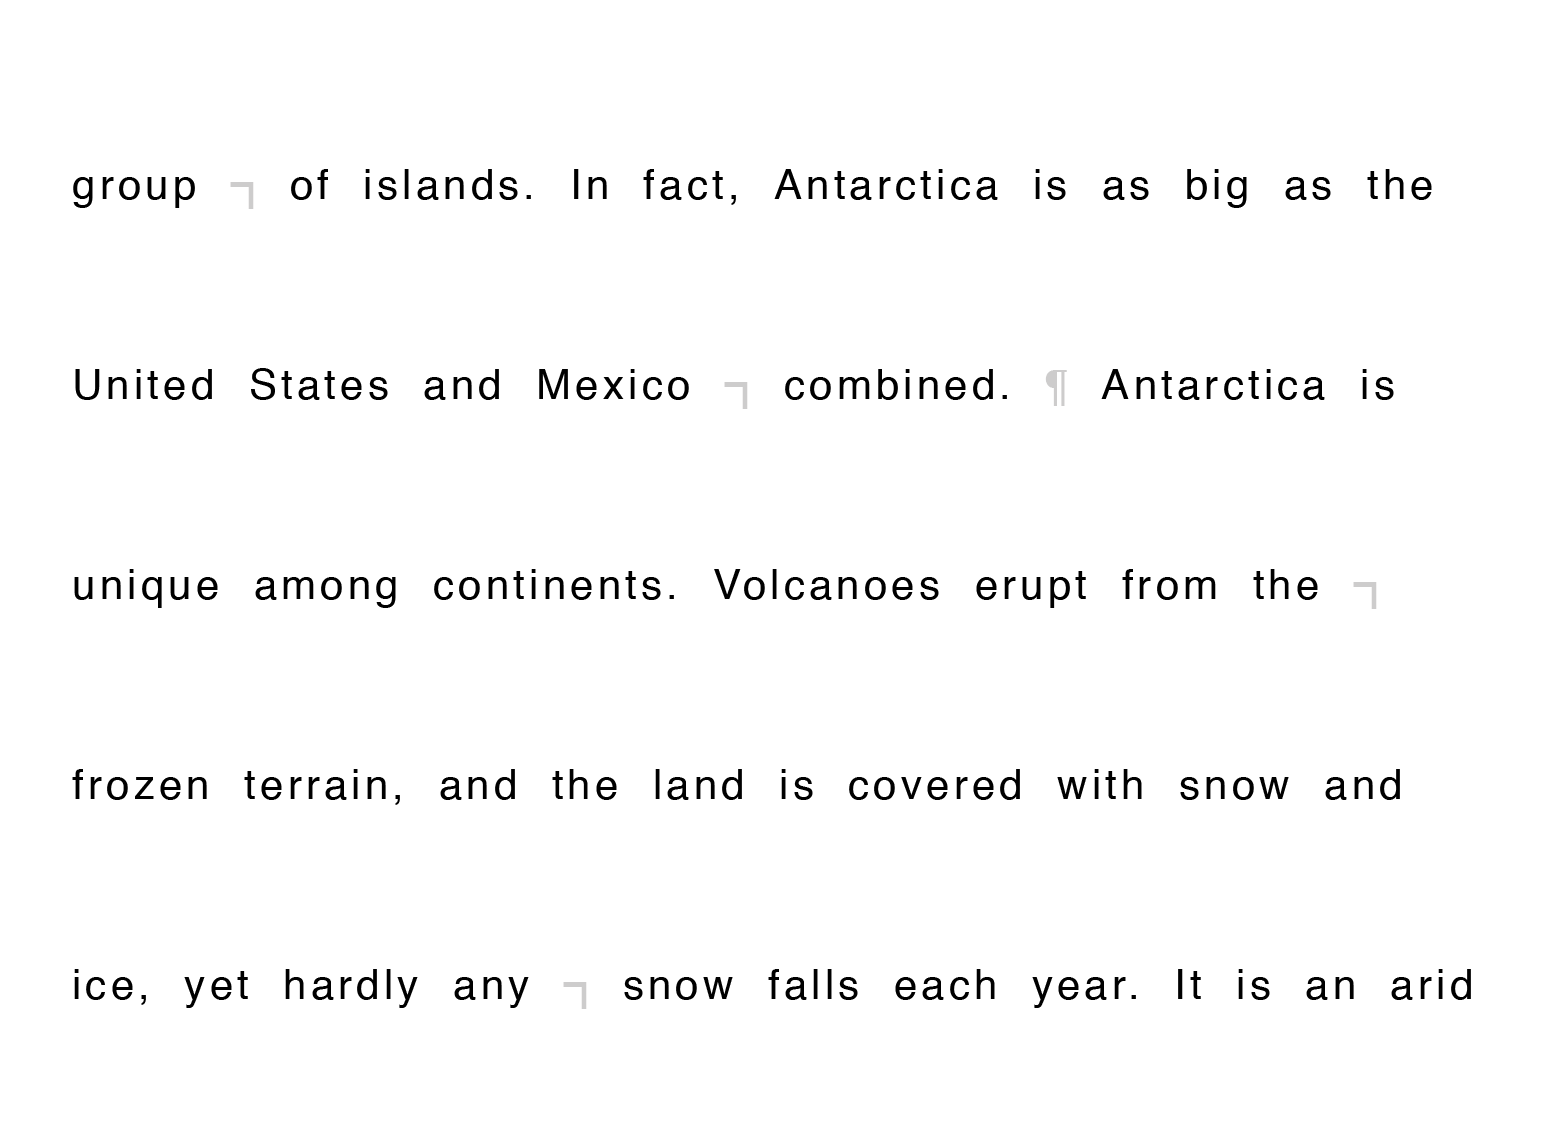 group ¬ of islands. In fact, Antarctica is as big as the
United States and Mexico ¬ combined. ¶ Antarctica is
unique among continents. Volcanoes erupt from the ¬
frozen terrain, and the land is covered with snow and
ice, yet hardly any ¬ snow falls each year. It is an arid